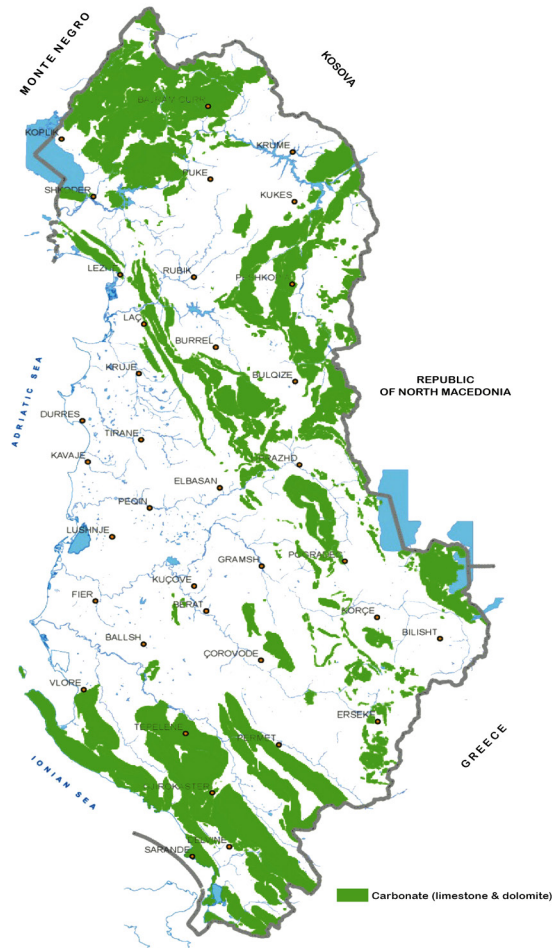 MONTE NEGRO
KOSOVA
KOPLIK
KRUME
PUKE
SHKODER
KUKES
LEZHE
RUBIK
LAÇ
BURREL
KRUJE
BULQIZE
REPUBLIC
OF NORTH MACEDONIA
ADRIATIC SEA
DURRES
TIRANE
KAVAJE
ELBASAN
PEQIN
LUSHNJE
GRAMSH
POGRADEC
KUÇOVE
FIER
BERAT
KORÇE
BALLSH
BILISHT
ÇOROVODE
VLORE
ERSEKE
TEPELENE
PERMET
GREECE
IONIAN SEA
DELVINE
SARANDE
Carbonate (limestone & dolomite)